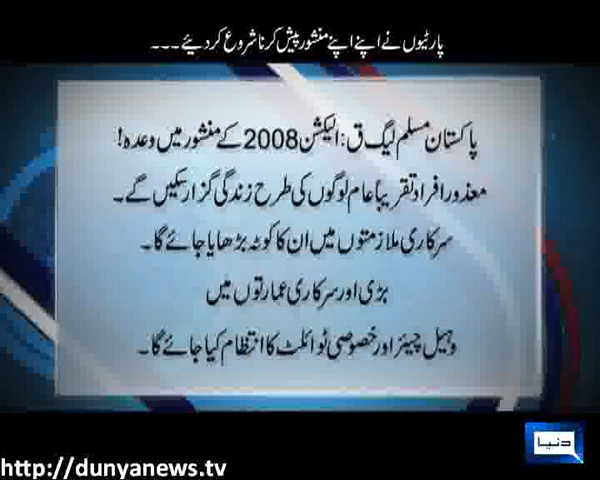 پارٹیوں نے اپنے اپنے منشور پیش کرنا شروع کر دیئے ...
پاکستان مسلم لیگ ق: الیکشن 2008 کے منشور میں وعدہ!
معذور افراد تقریباً عام لوگوں کی طرح زندگی گزار سکیں گے۔
سرکاری ملازمتوں میں ان کا کوٹہ بڑھایا جائے گا۔
بڑی اور سرکاری عمارتوں میں
وہیل چیئر اور خصوصی ٹوائلٹ کا انتظام کیا جائے گا۔
دنیا
http://dunyanews.tv